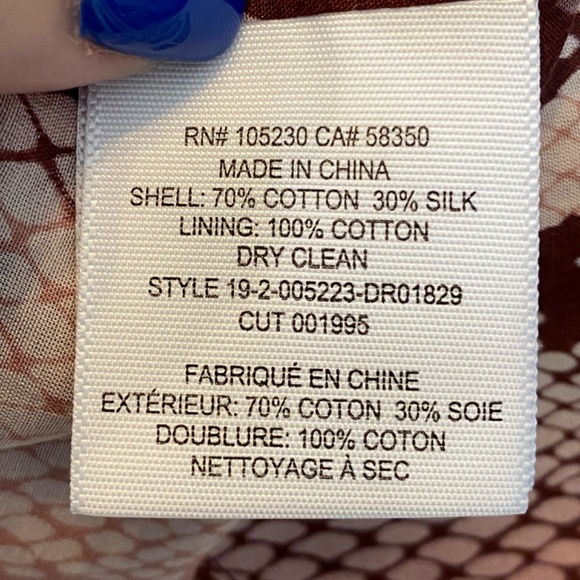 RN# 105230 CA# 58350
MADE IN CHINA
SHELL: 70% COTTON 30% SILK
LINING: 100% COTTON
DRY CLEAN
STYLE 19-2-005223-DR01829
CUT 001995
FABRIQUÉ EN CHINE
EXTÉRIEUR: 70% COTON 30% SOIE
DOUBLURE: 100% COTON
NETTOYAGE À SEC